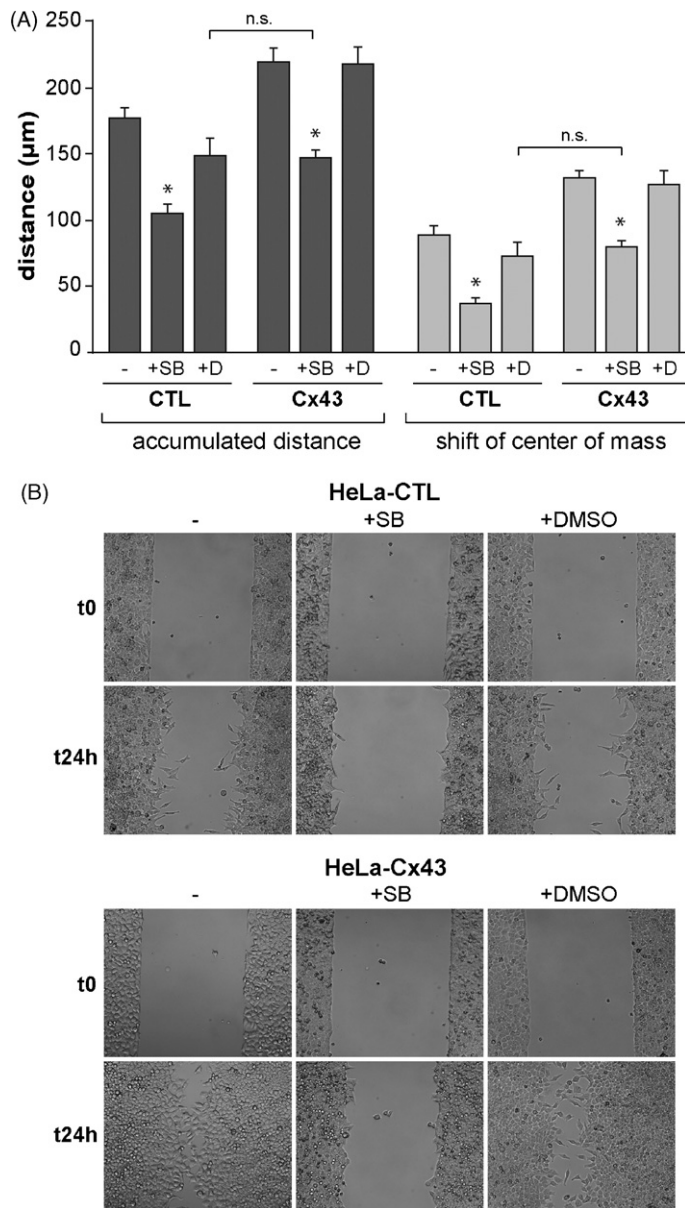 (A)
n.s.
n.s.
distance (µm)
250
200
150
100
50
0
*
*
*
*
- +SB +D - +SB +D - +SB +D - +SB +D
CTL Cx43 CTL Cx43
accumulated distance shift of center of mass
(B)
HeLa-CTL
- +SB +DMSO
t0
t24h
HeLa-Cx43
- +SB +DMSO
t0
t24h